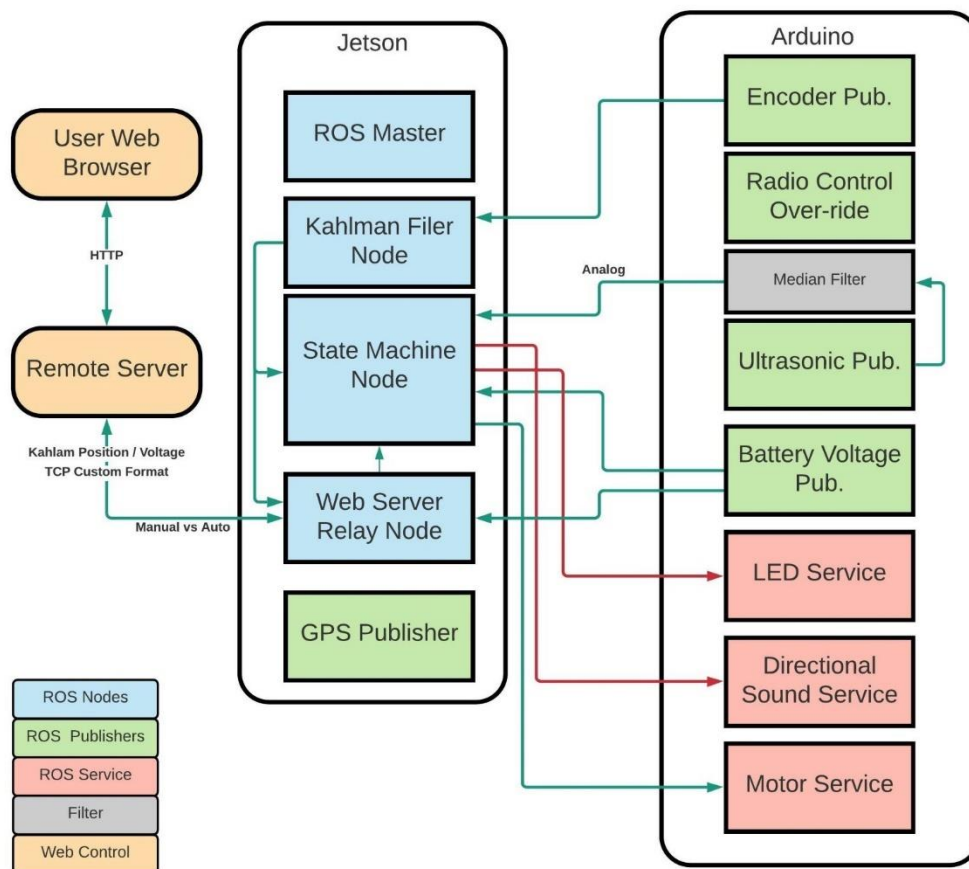 Jetson
ROS Master
Kahlman Filer
Node
State Machine
Node
Web Server
Relay Node
GPS Publisher
Arduino
Encoder Pub.
Radio Control
Over-ride
Median Filter
Ultrasonic Pub.
Battery Voltage
Pub.
LED Service
Directional
Sound Service
Motor Service
User Web
Browser
HTTP
Remote Server
Kahlam Position / Voltage
TCP Custom Format
Manual vs Auto
Analog
ROS Nodes
ROS Publishers
ROS Service
Filter
Web Control